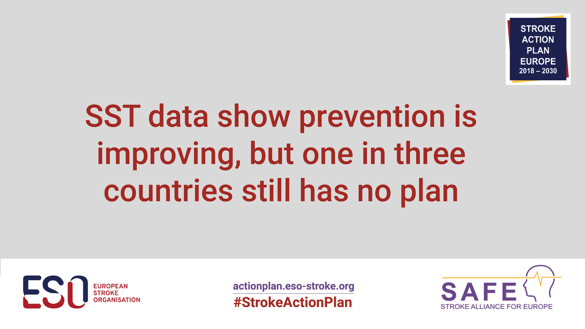 STROKE
ACTION
PLAN
EUROPE
2018 – 2030
SST data show prevention is
improving, but one in three
countries still has no plan
ESO
EUROPEAN
STROKE
ORGANISATION
actionplan.eso-stroke.org
#StrokeActionPlan
SAFE
STROKE ALLIANCE FOR EUROPE